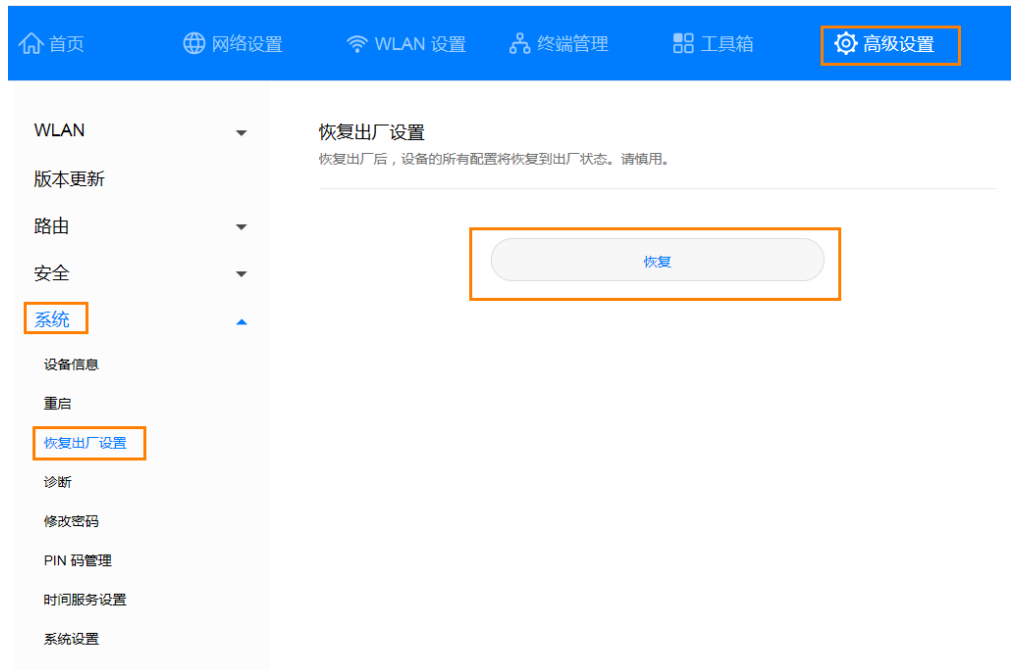 首页 网络设置 WLAN 设置 终端管理 工具箱 高级设置
WLAN
版本更新
路由
安全
系统
设备信息
重启
恢复出厂设置
诊断
修改密码
PIN 码管理
时间服务设置
系统设置
恢复出厂设置
恢复出厂后，设备的所有配置将恢复到出厂状态。请慎用。
恢复